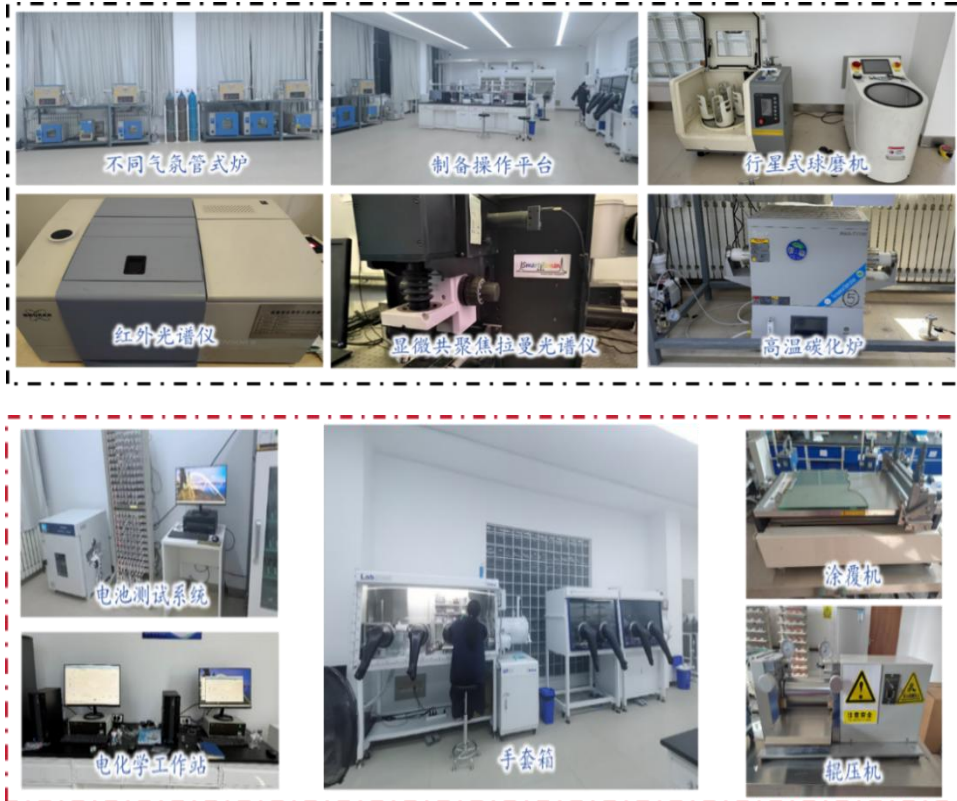 不同气氛管式炉
制备操作平台
行星式球磨机
红外光谱仪
显微共聚焦拉曼光谱仪
高温碳化炉
电池测试系统
电化学工作站
手套箱
涂覆机
辊压机